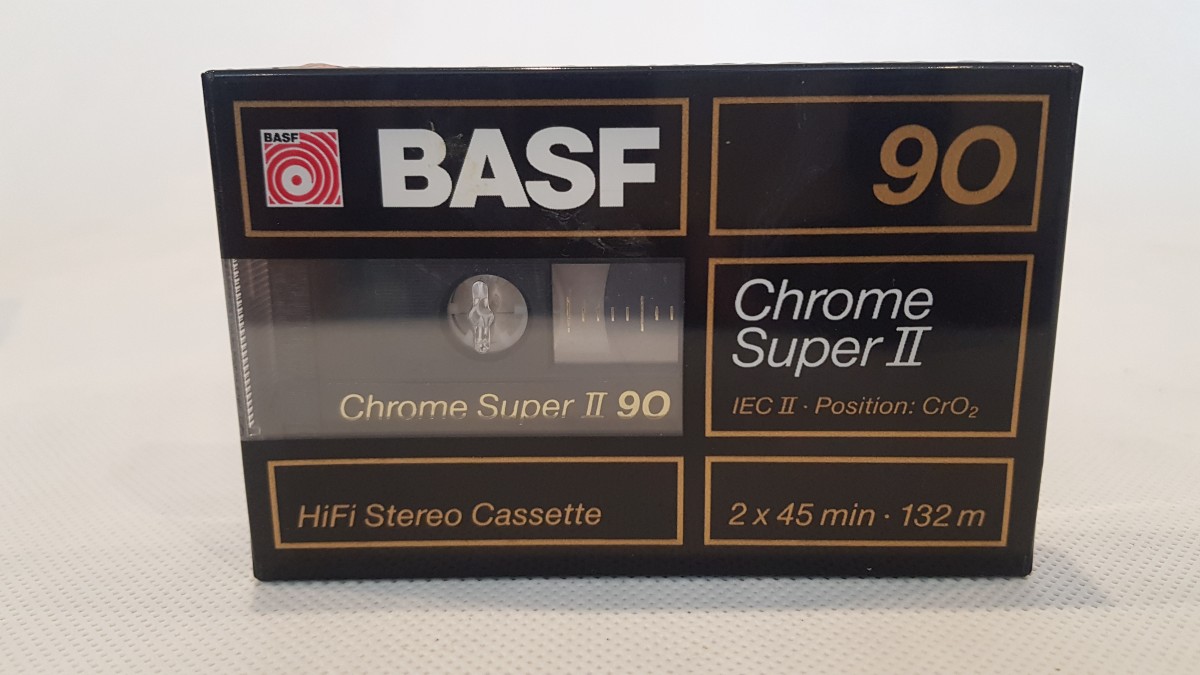 BASF
BASF
90
Chrome Super II 90
Chrome
Super II
IEC II · Position: CrO₂
HiFi Stereo Cassette
2 x 45 min · 132 m